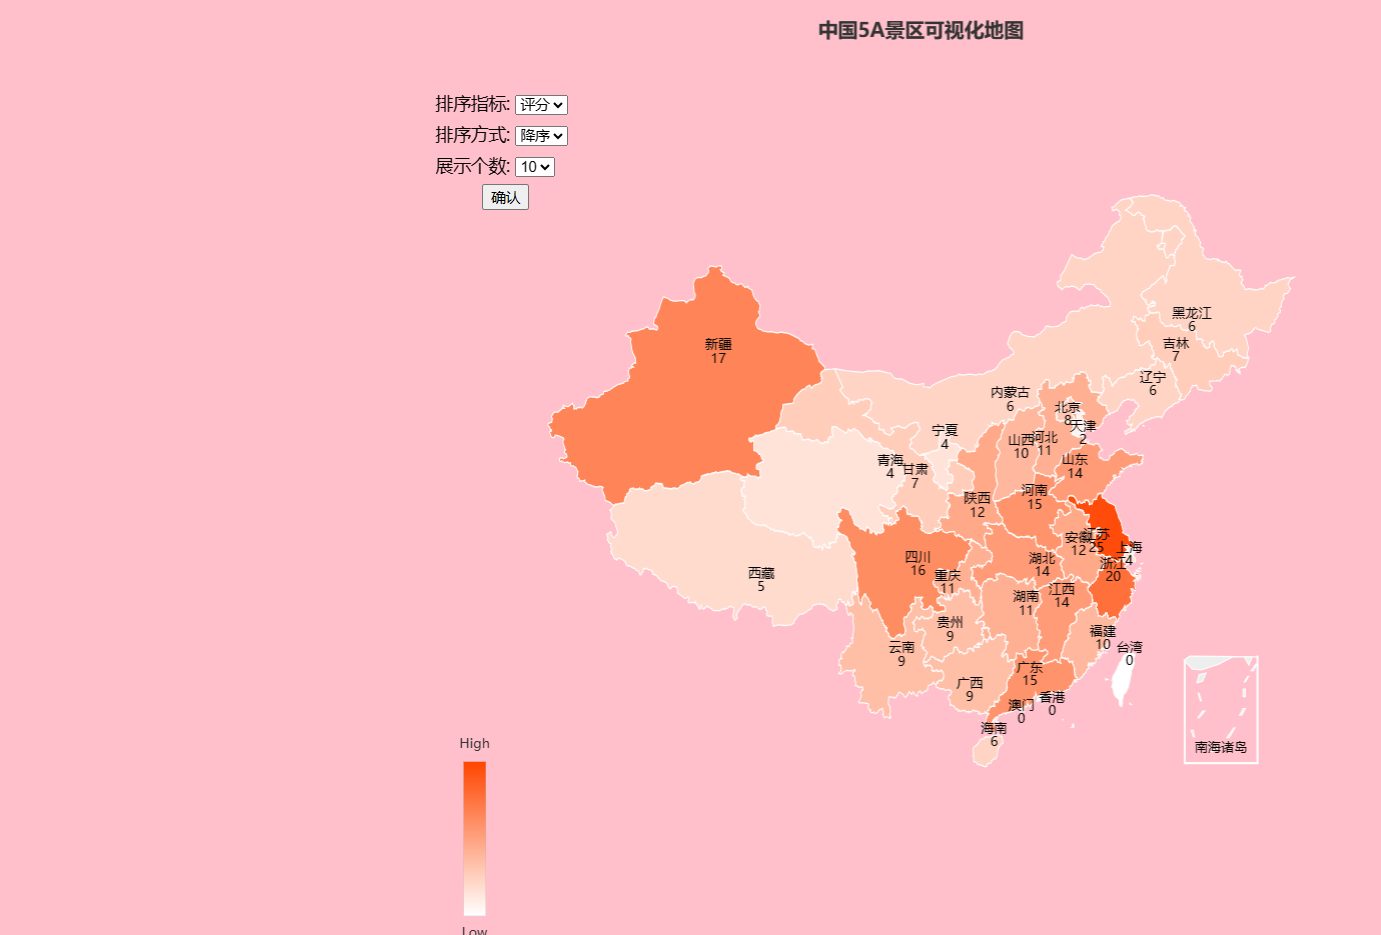 中国5A景区可视化地图
排序指标: 评分
排序方式: 降序
展示个数: 10
确认
黑龙江
6
吉林
7
辽宁
6
新疆
17
内蒙古
6
北京
8
天津
2
宁夏
4
山西
10
河北
11
青海
4
甘肃
7
山东
14
陕西
12
河南
15
江苏
25
安徽
12
上海
4
四川
16
湖北
14
浙江
20
西藏
5
重庆
11
湖南
11
江西
14
贵州
9
福建
10
云南
9
台湾
0
广东
15
广西
9
香港
0
澳门
0
海南
6
南海诸岛
High
Low